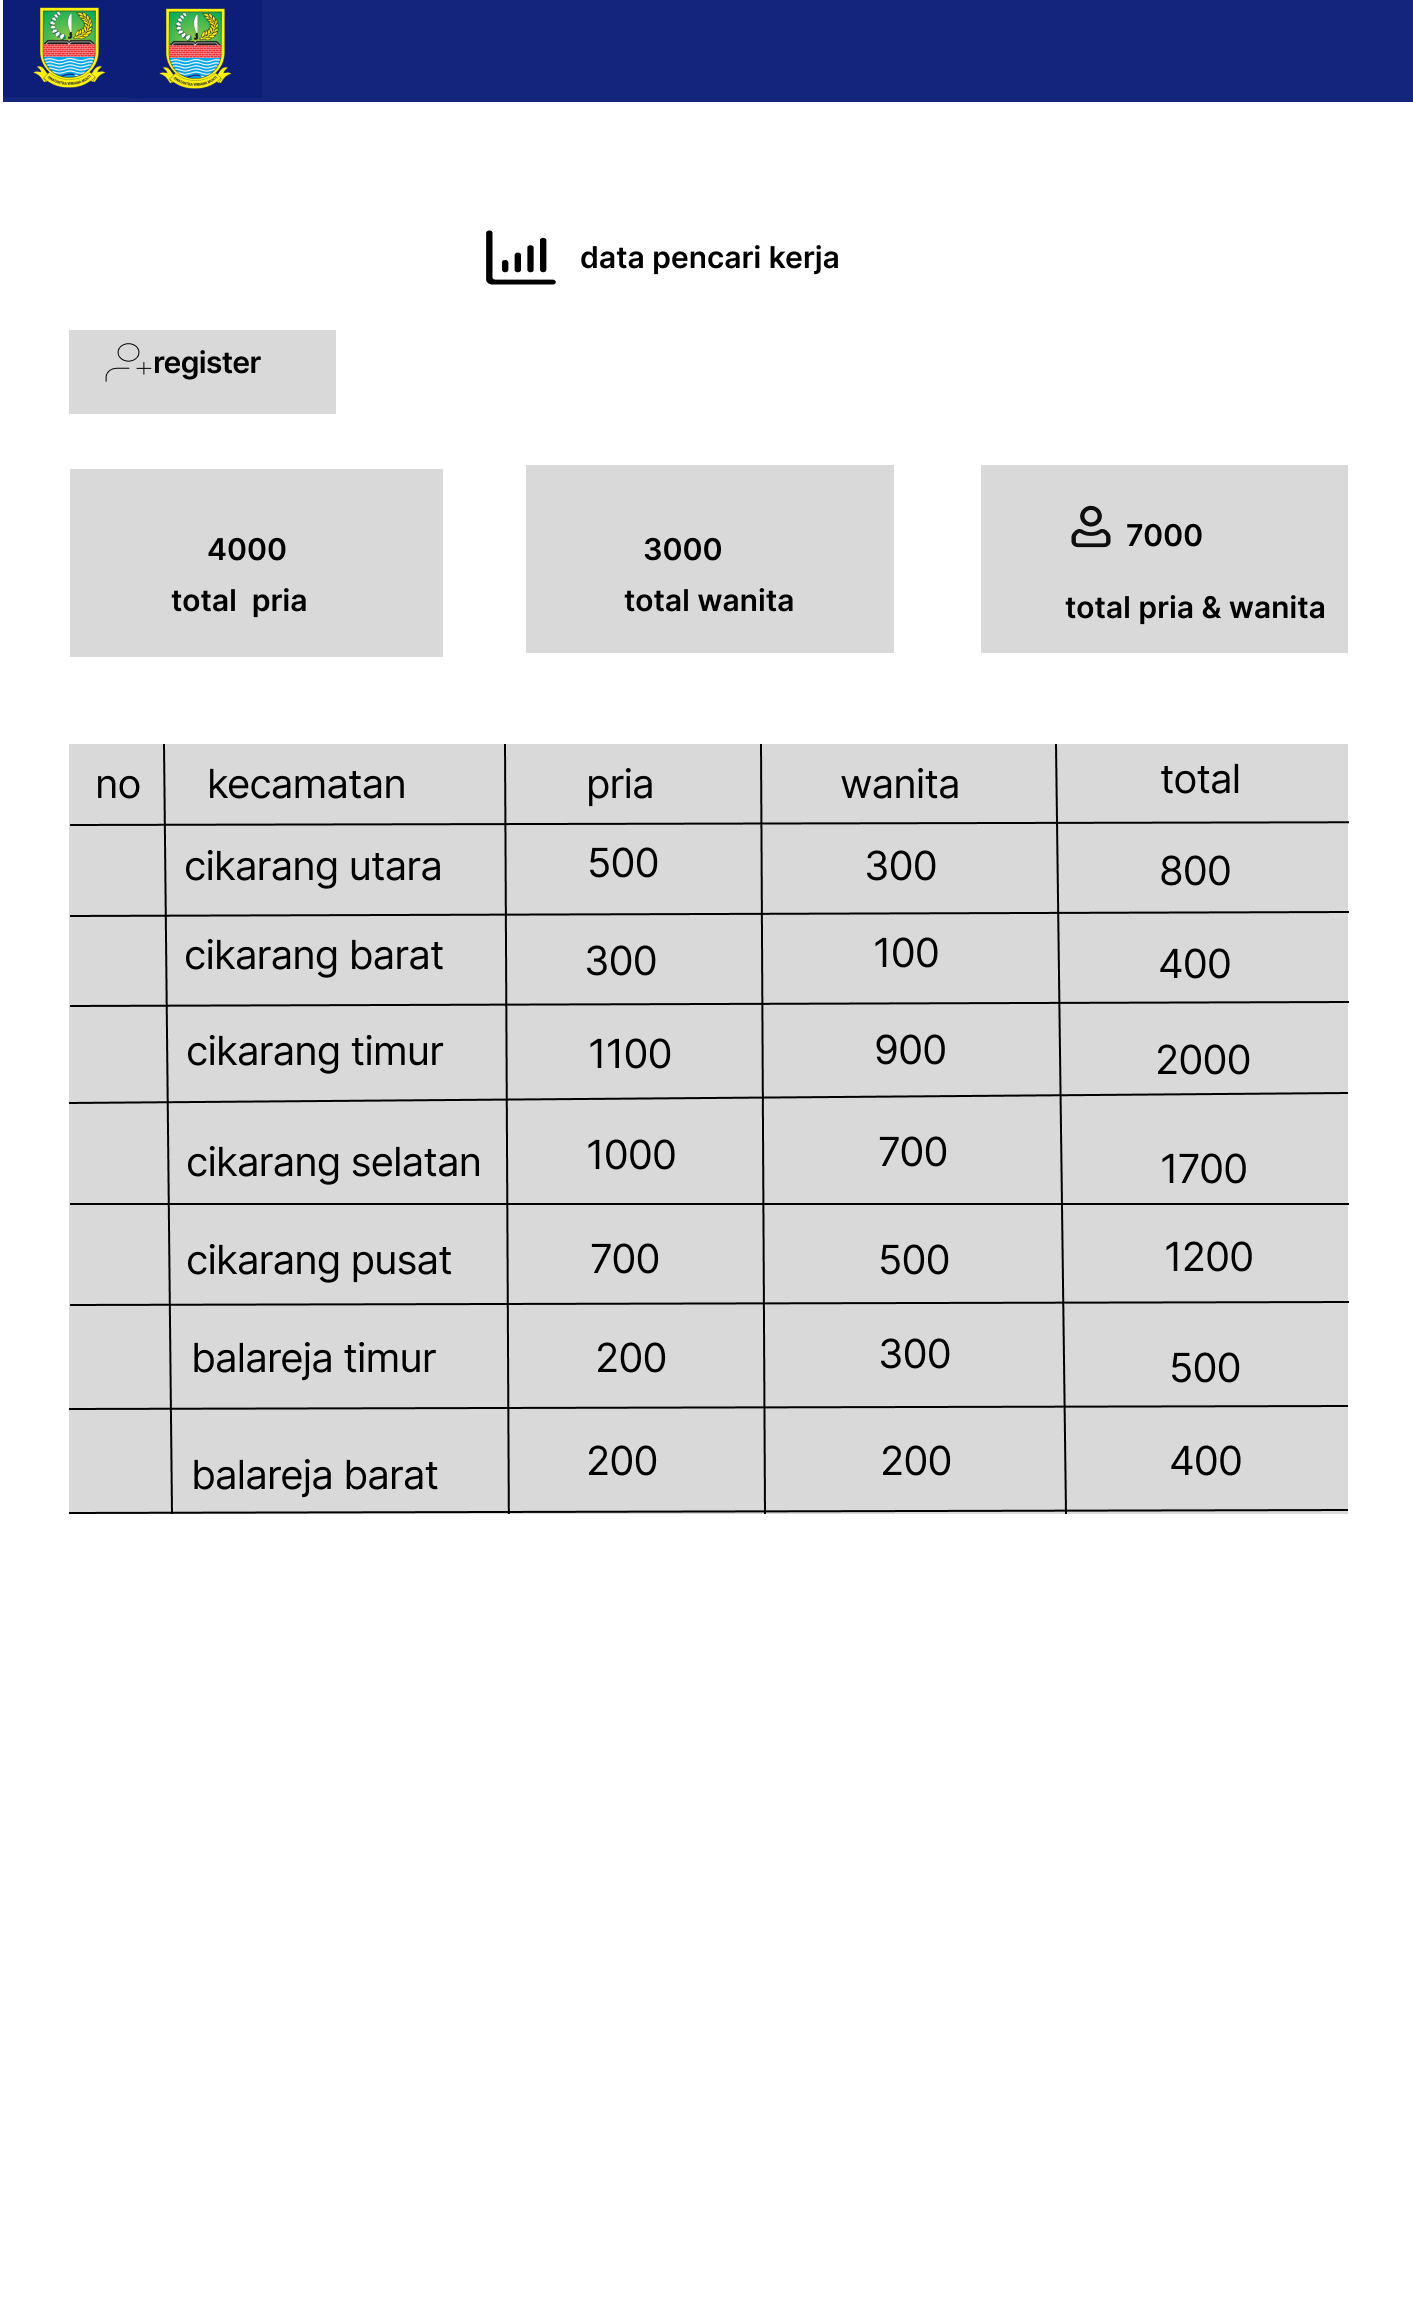 data pencari kerja
register
4000
total pria
3000
total wanita
7000
total pria & wanita
no kecamatan pria wanita total
cikarang utara 500 300 800
cikarang barat 300 100 400
cikarang timur 1100 900 2000
cikarang selatan 1000 700 1700
cikarang pusat 700 500 1200
balareja timur 200 300 500
balareja barat 200 200 400